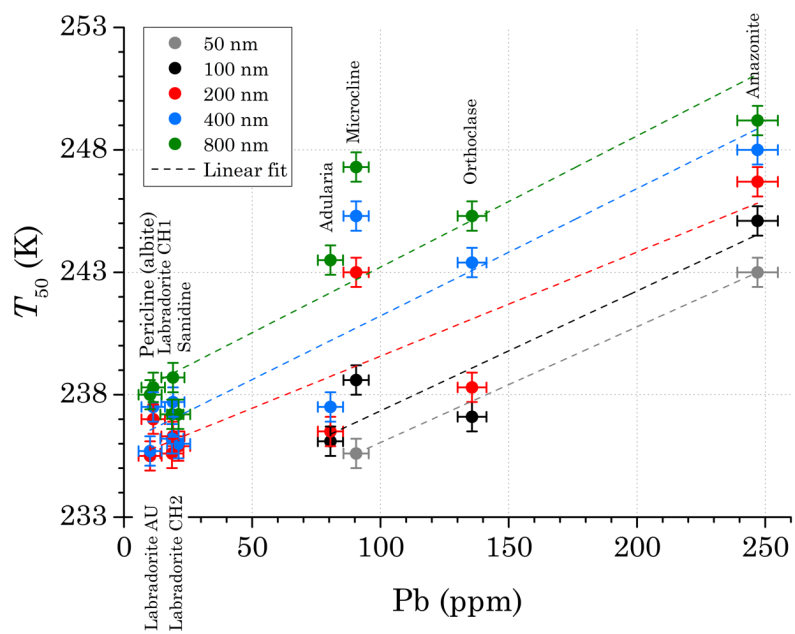 253
248
243
238
233
T50 (K)
50 nm
100 nm
200 nm
400 nm
800 nm
Linear fit
Pericline (albite)
Labradorite CH1
Sanidine
Adularia
Microcline
Orthoclase
Amazonite
Labradorite AU
Labradorite CH2
0 50 100 150 200 250
Pb (ppm)